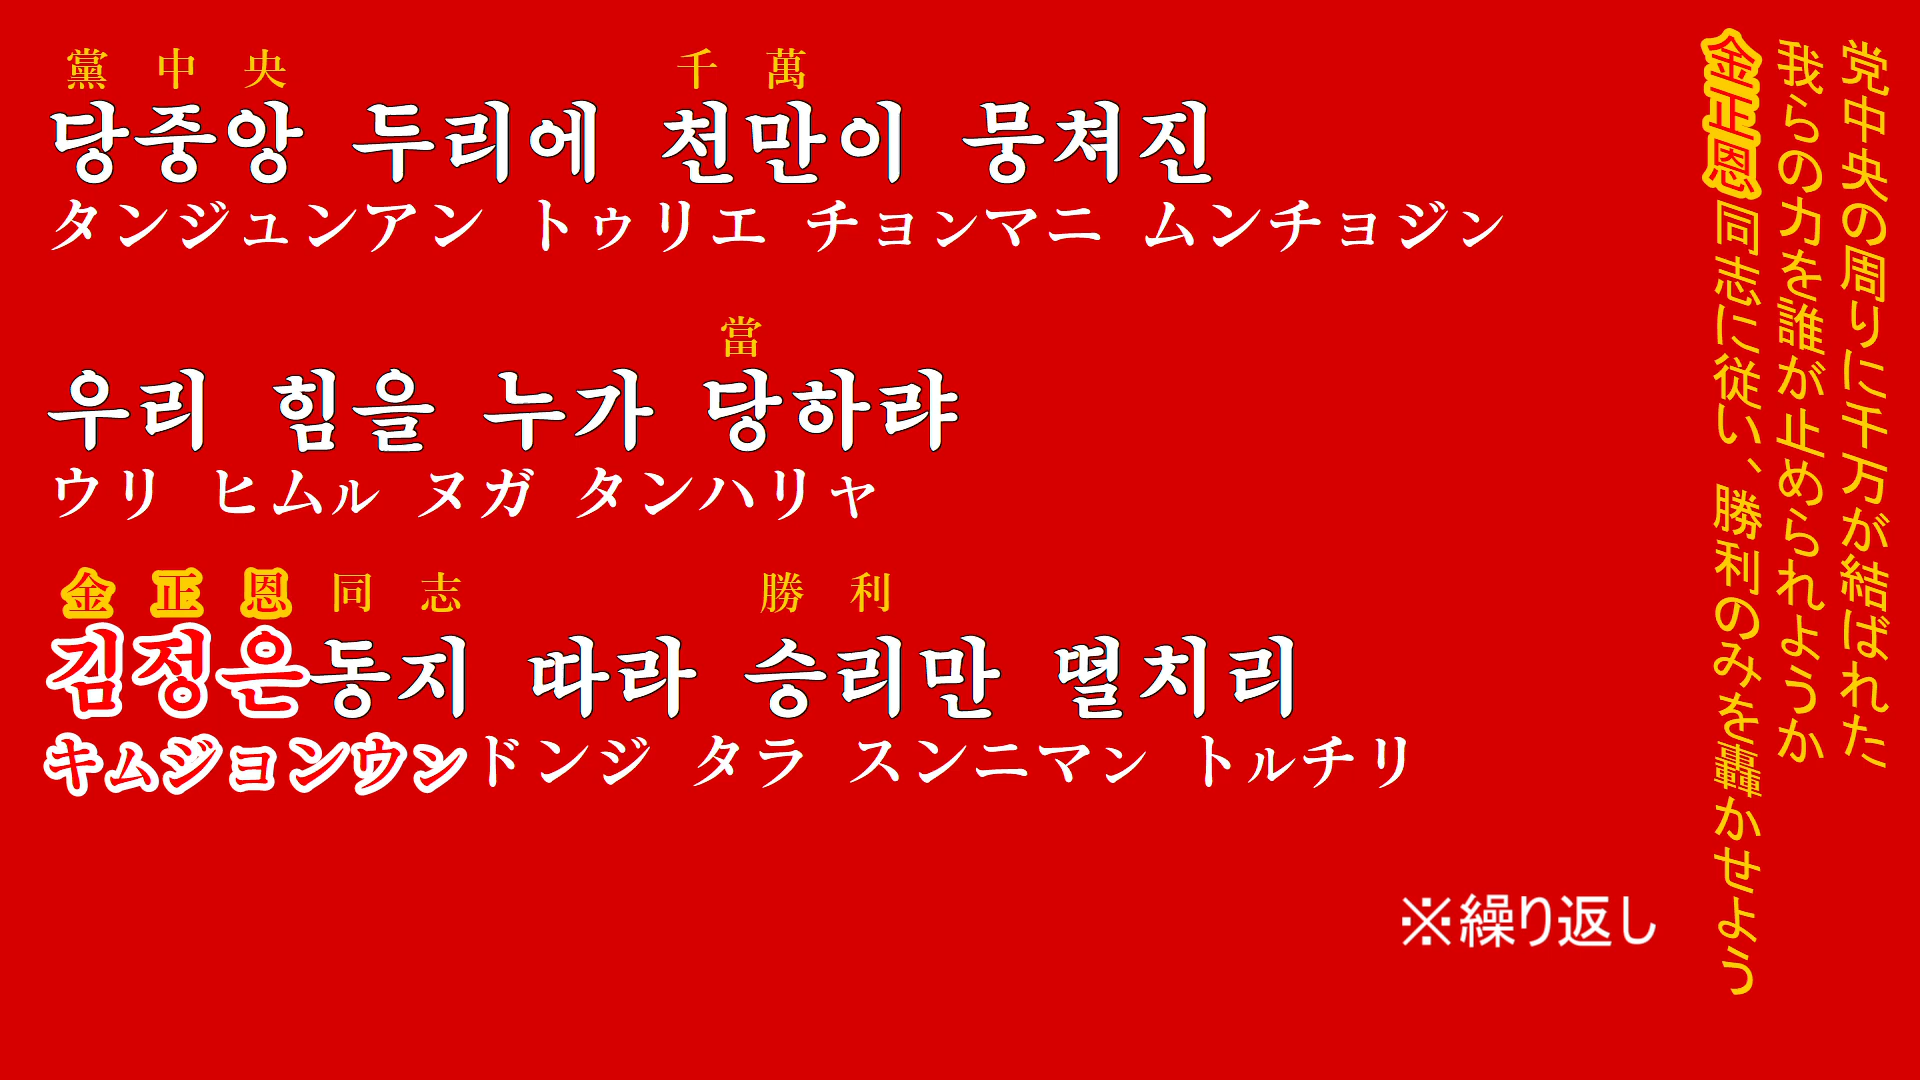 黨中央 千萬
당중앙 두리에 천만이 뭉쳐진
タンジュンアン トゥリエ チョンマニ ムンチョジン
當
우리 힘을 누가 당하랴
ウリ ヒムル ヌガ タンハリャ
金正恩同志 勝利
김정은동지 따라 승리만 떨치리
キムジョンウンドンジ タラ スンニマン トルチリ
※繰り返し
党中央の周りに千万が結ばれた
我らの力を誰が止められようか
金正恩同志に従い、勝利のみを轟かせよう